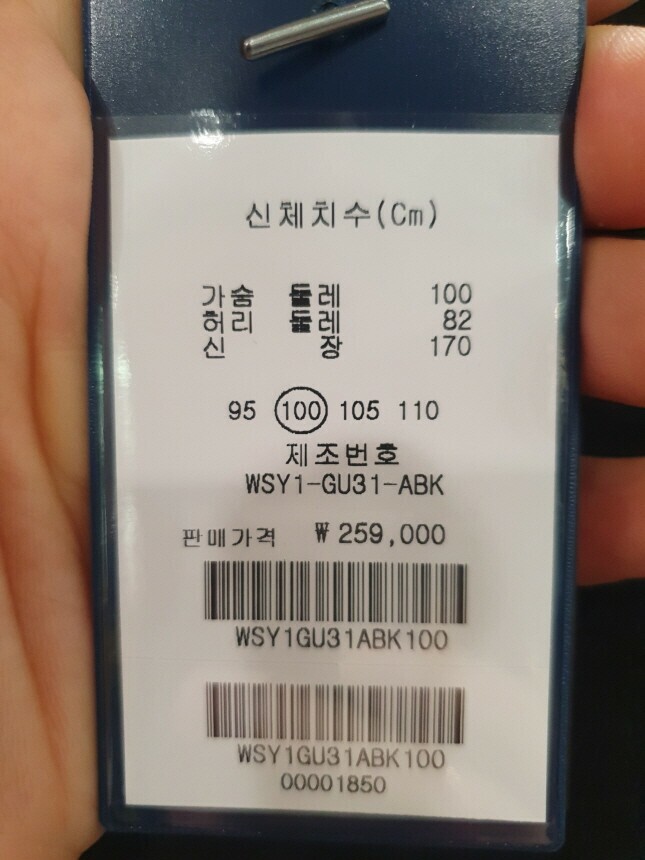 신체치수(Cm)
가슴 둘레 100
허리 둘레 82
신 장 170
95 100 105 110
제조번호
WSY1-GU31-ABK
판매가격 ₩ 259,000
WSY1GU31ABK100
WSY1GU31ABK100
00001850